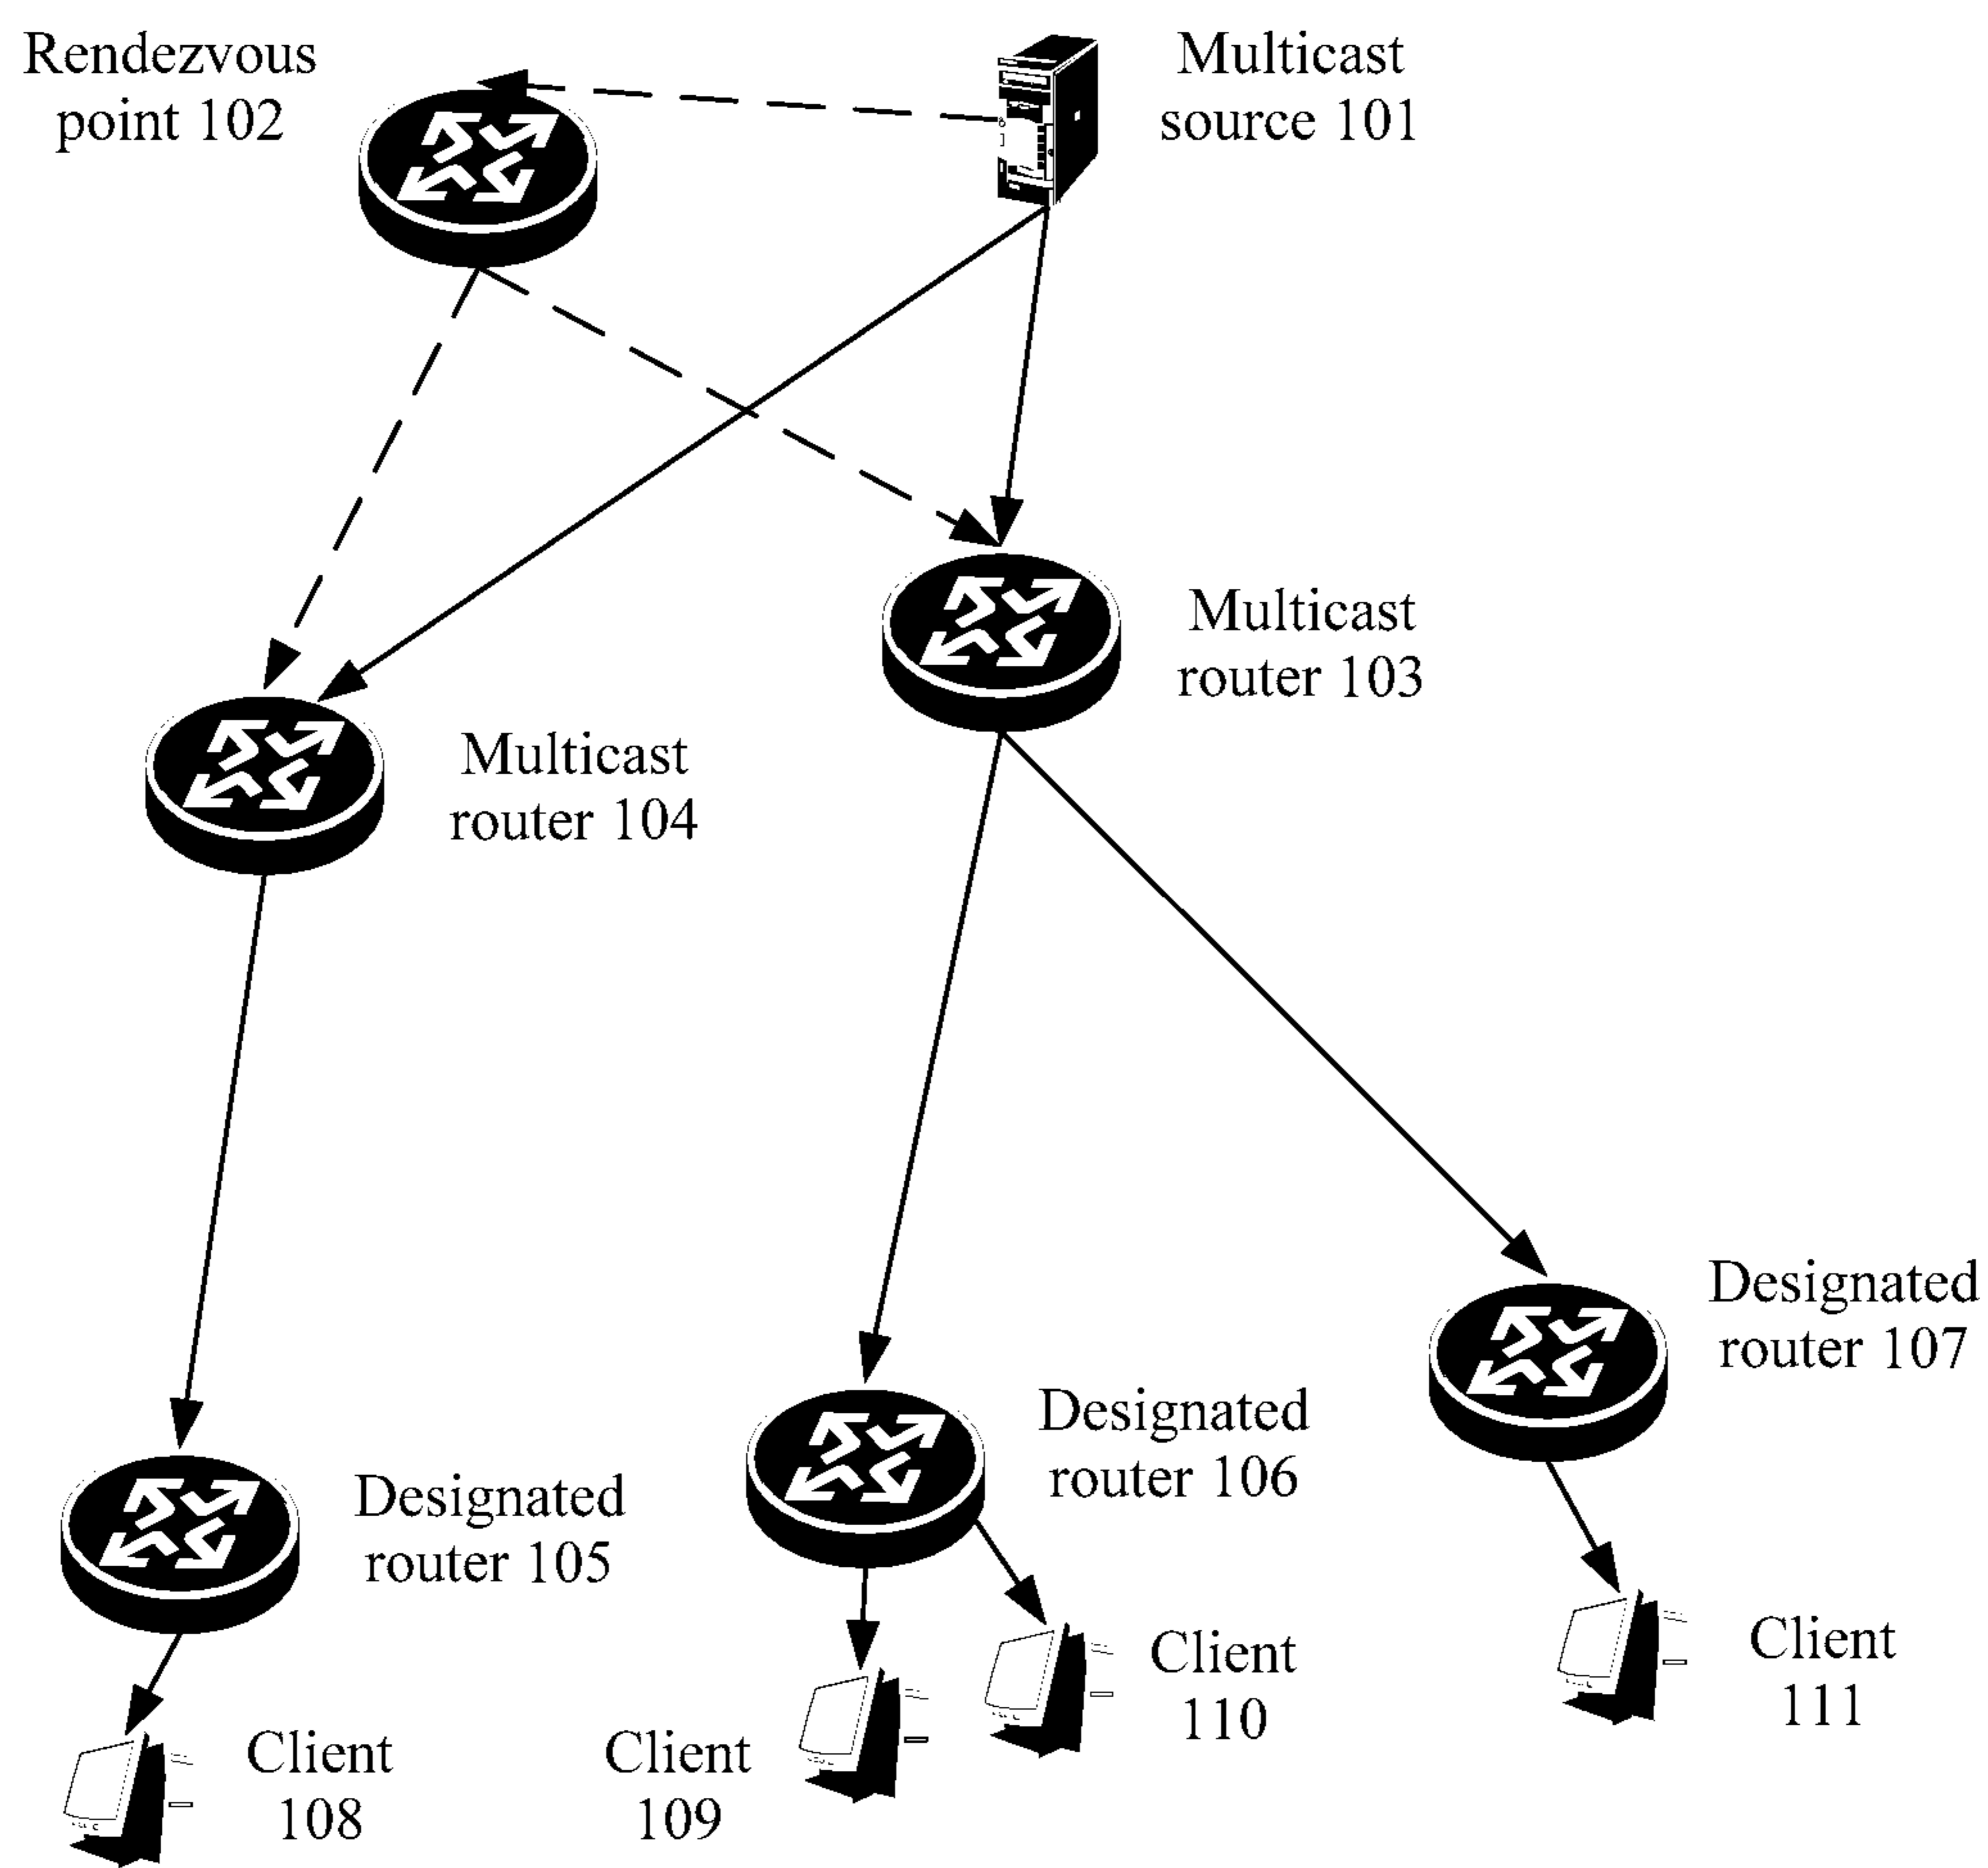 Rendezvous
point 102
Multicast
source 101
Multicast
router 103
Multicast
router 104
Designated
router 107
Designated
router 106
Designated
router 105
Client
111
Client
110
Client
109
Client
108